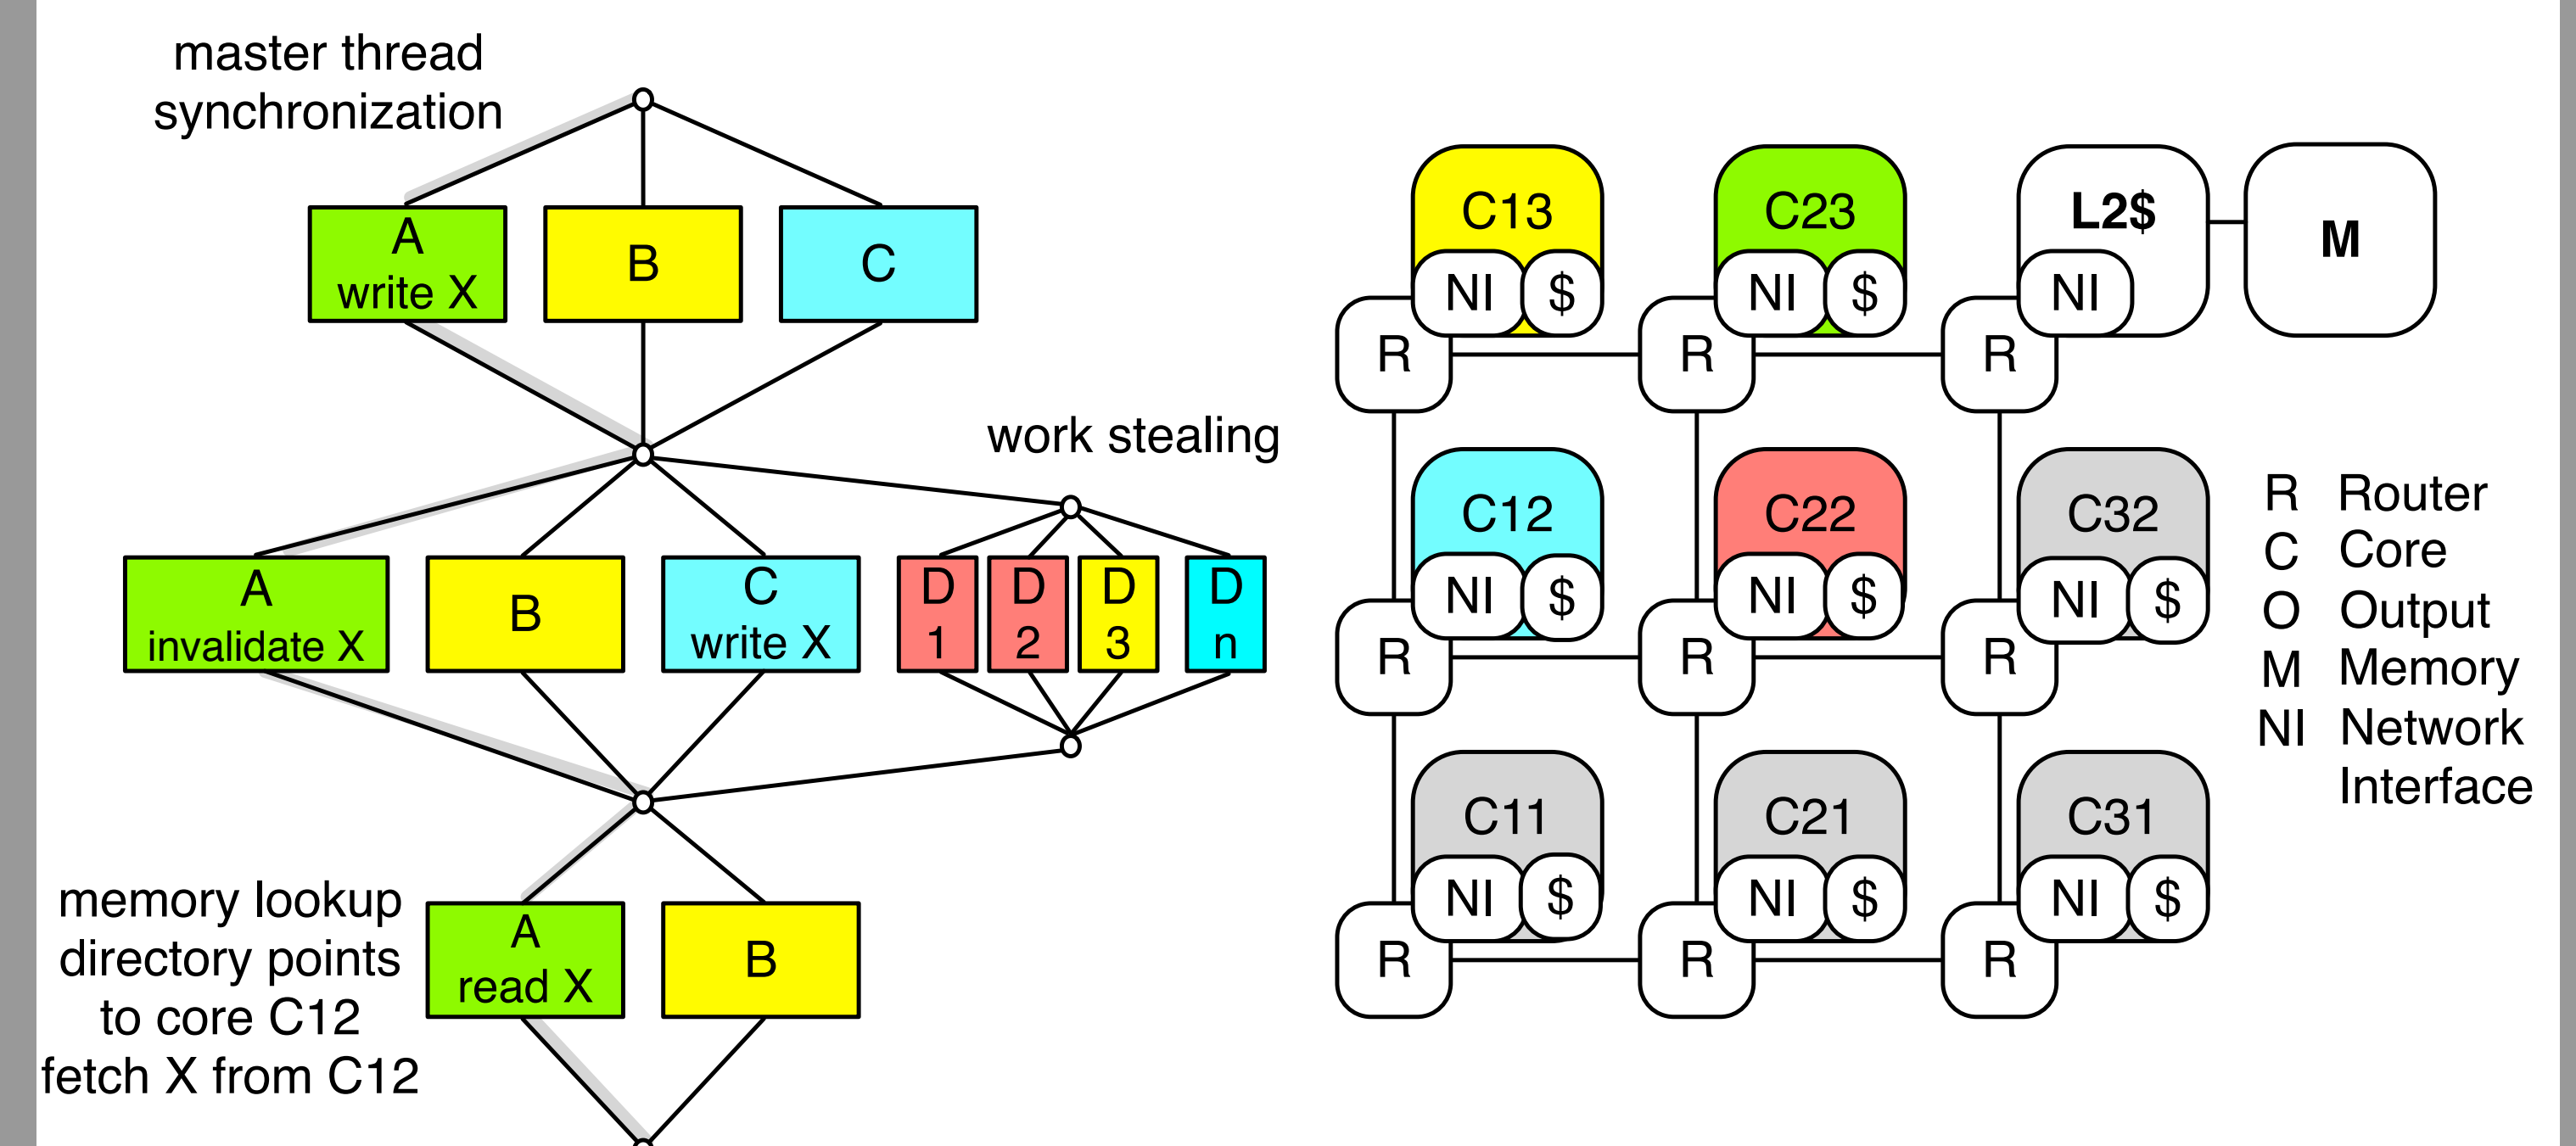 master thread
synchronization
A
write X
B
C
work stealing
A
invalidate X
B
C
write X
D
1
D
2
D
3
D
n
memory lookup
directory points
to core C12
fetch X from C12
A
read X
B
C13
NI $
R
C23
NI $
R
L2$
NI
R
M
C12
NI $
R
C22
NI $
R
C32
NI $
R
C11
NI $
R
C21
NI $
R
C31
NI $
R
R Router
C Core
O Output
M Memory
NI Network
Interface